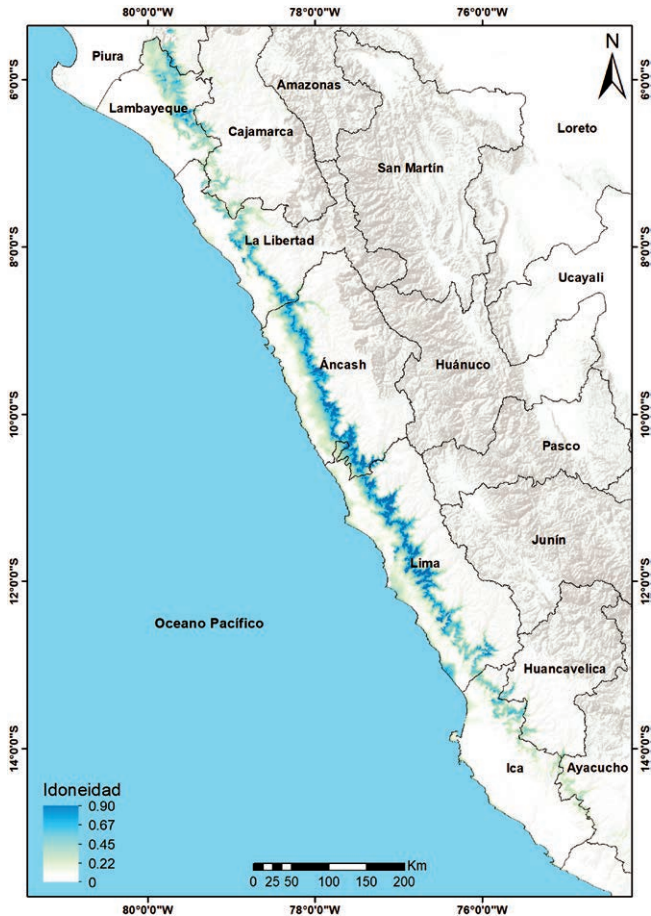 80°0'0"W 78°0'0"W 76°0'0"W
N
Piura
Amazonas
6°0'0"S 6°0'0"S
Lambayeque
Cajamarca
Loreto
San Martín
La Libertad
8°0'0"S 8°0'0"S
Ucayali
Áncash
Huánuco
10°0'0"S 10°0'0"S
Pasco
Junín
Lima
12°0'0"S 12°0'0"S
Oceano Pacífico
Huancavelica
14°0'0"S 14°0'0"S
Ica
Ayacucho
Idoneidad
0.90
0.67
0.45
0.22
0
Km
0 25 50 100 150 200
80°0'0"W 78°0'0"W 76°0'0"W